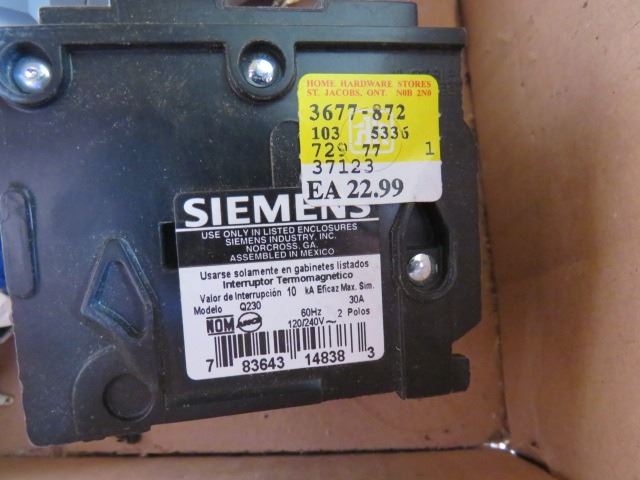 HOME HARDWARE STORES
ST. JACOBS, ONT. N0B 2N0
3677-872
103 5336
729 77 1
37123
EA 22.99
SIEMENS
USE ONLY IN LISTED ENCLOSURES
SIEMENS INDUSTRY, INC.
NORCROSS, GA.
ASSEMBLED IN MEXICO
Usarse solamente en gabinetes listados
Interruptor Termomagnetico
Valor de Interrupción 10 kA Eficaz Max. Sim.
Modelo Q230 30A
60Hz 2 Polos
NOM ANCE 120/240V~
7 83643 14838 3